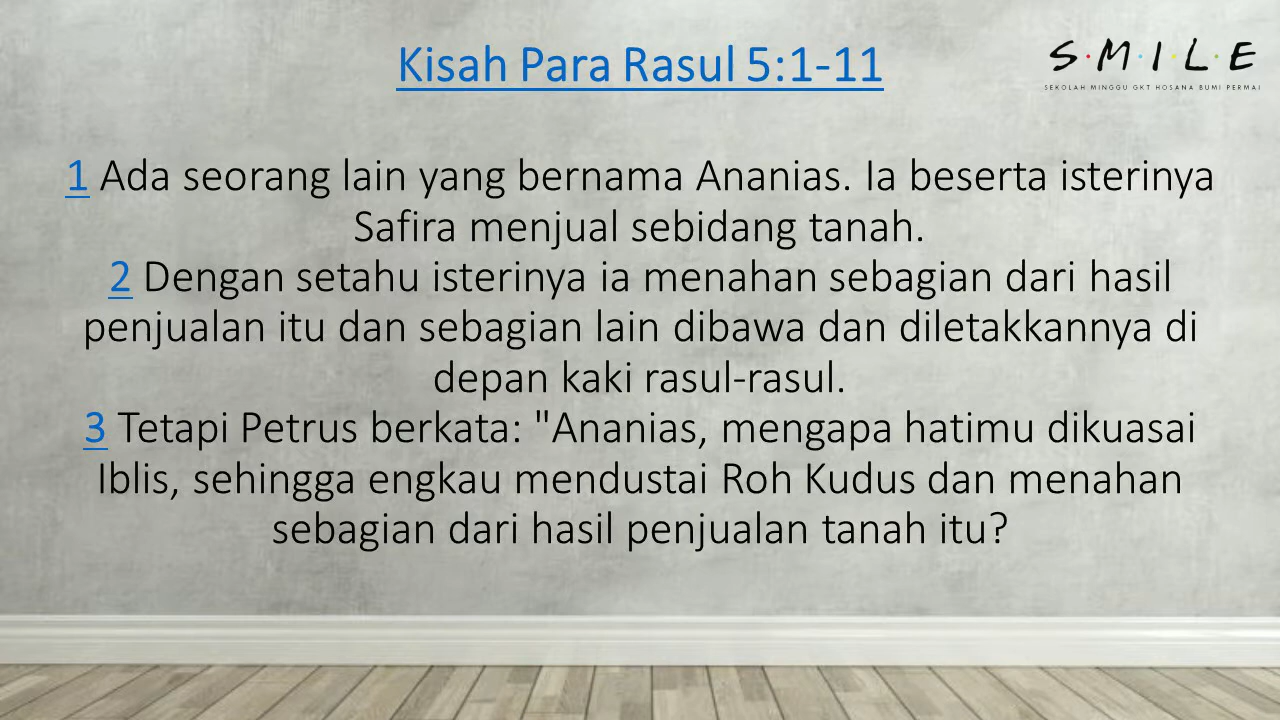 Kisah Para Rasul 5:1-11
S·M·I·L·E
SEKOLAH MINGGU GKT HOSANA BUMI PERMAI
1 Ada seorang lain yang bernama Ananias. Ia beserta isterinya
Safira menjual sebidang tanah.
2 Dengan setahu isterinya ia menahan sebagian dari hasil
penjualan itu dan sebagian lain dibawa dan diletakkannya di
depan kaki rasul-rasul.
3 Tetapi Petrus berkata: "Ananias, mengapa hatimu dikuasai
Iblis, sehingga engkau mendustai Roh Kudus dan menahan
sebagian dari hasil penjualan tanah itu?